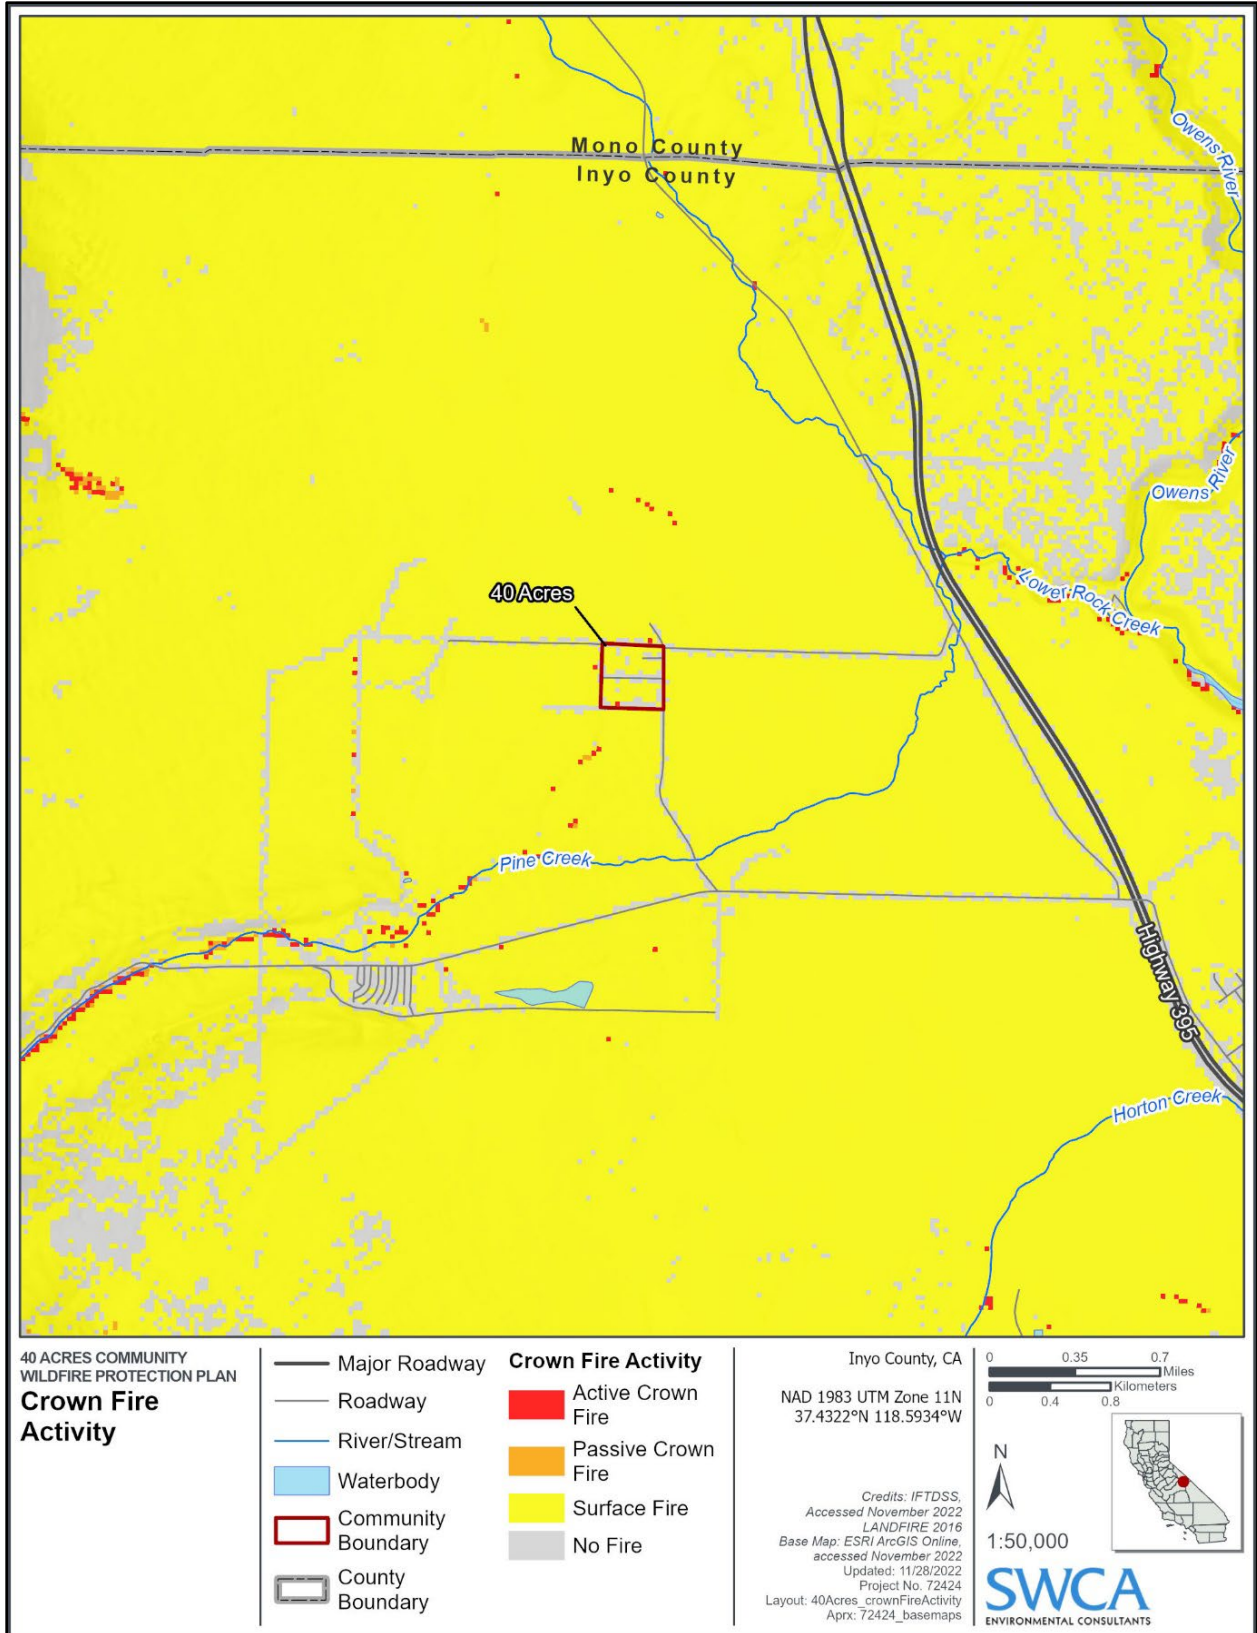 Owens River
Mono County
Inyo County
Owens River
Lower Rock Creek
40 Acres
Pine Creek
Highway 395
Horton Creek
40 ACRES COMMUNITY
WILDFIRE PROTECTION PLAN
Crown Fire
Activity
Major Roadway
Roadway
River/Stream
Waterbody
Community
Boundary
County
Boundary
Crown Fire Activity
Active Crown
Fire
Passive Crown
Fire
Surface Fire
No Fire
Inyo County, CA
NAD 1983 UTM Zone 11N
37.4322°N 118.5934°W
Credits: IFTDSS,
Accessed November 2022
LANDFIRE 2016
Base Map: ESRI ArcGIS Online,
accessed November 2022
Updated: 11/28/2022
Project No. 72424
Layout: 40Acres_crownFireActivity
Aprx: 72424_basemaps
0 0.35 0.7
Miles
Kilometers
0 0.4 0.8
N
1:50,000
SWCA
ENVIRONMENTAL CONSULTANTS